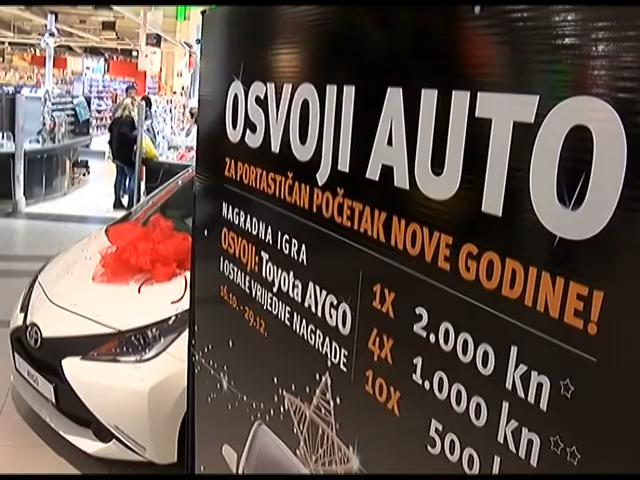 OSVOJI AUTO
ZA PORTASTIČAN POČETAK NOVE GODINE!
NAGRADNA IGRA
OSVOJI: Toyota AYGO
I OSTALE VRIJEDNE NAGRADE
16.10. - 29.12.
1X 2.000 kn
4X 1.000 kn
10X 500